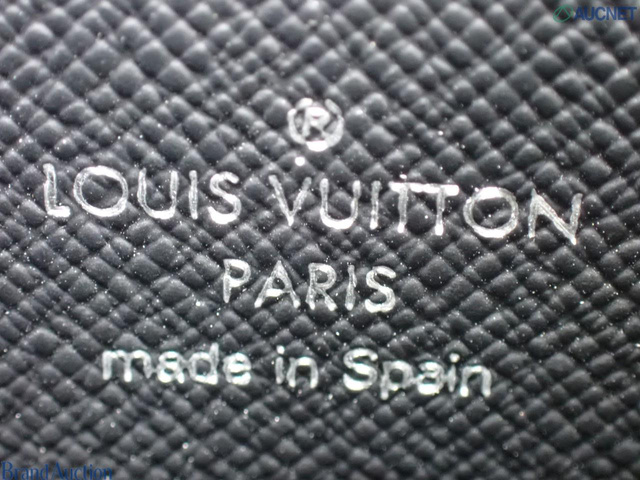 AUCNET
®
LOUIS VUITTON
PARIS
made in Spain
Brand Auction